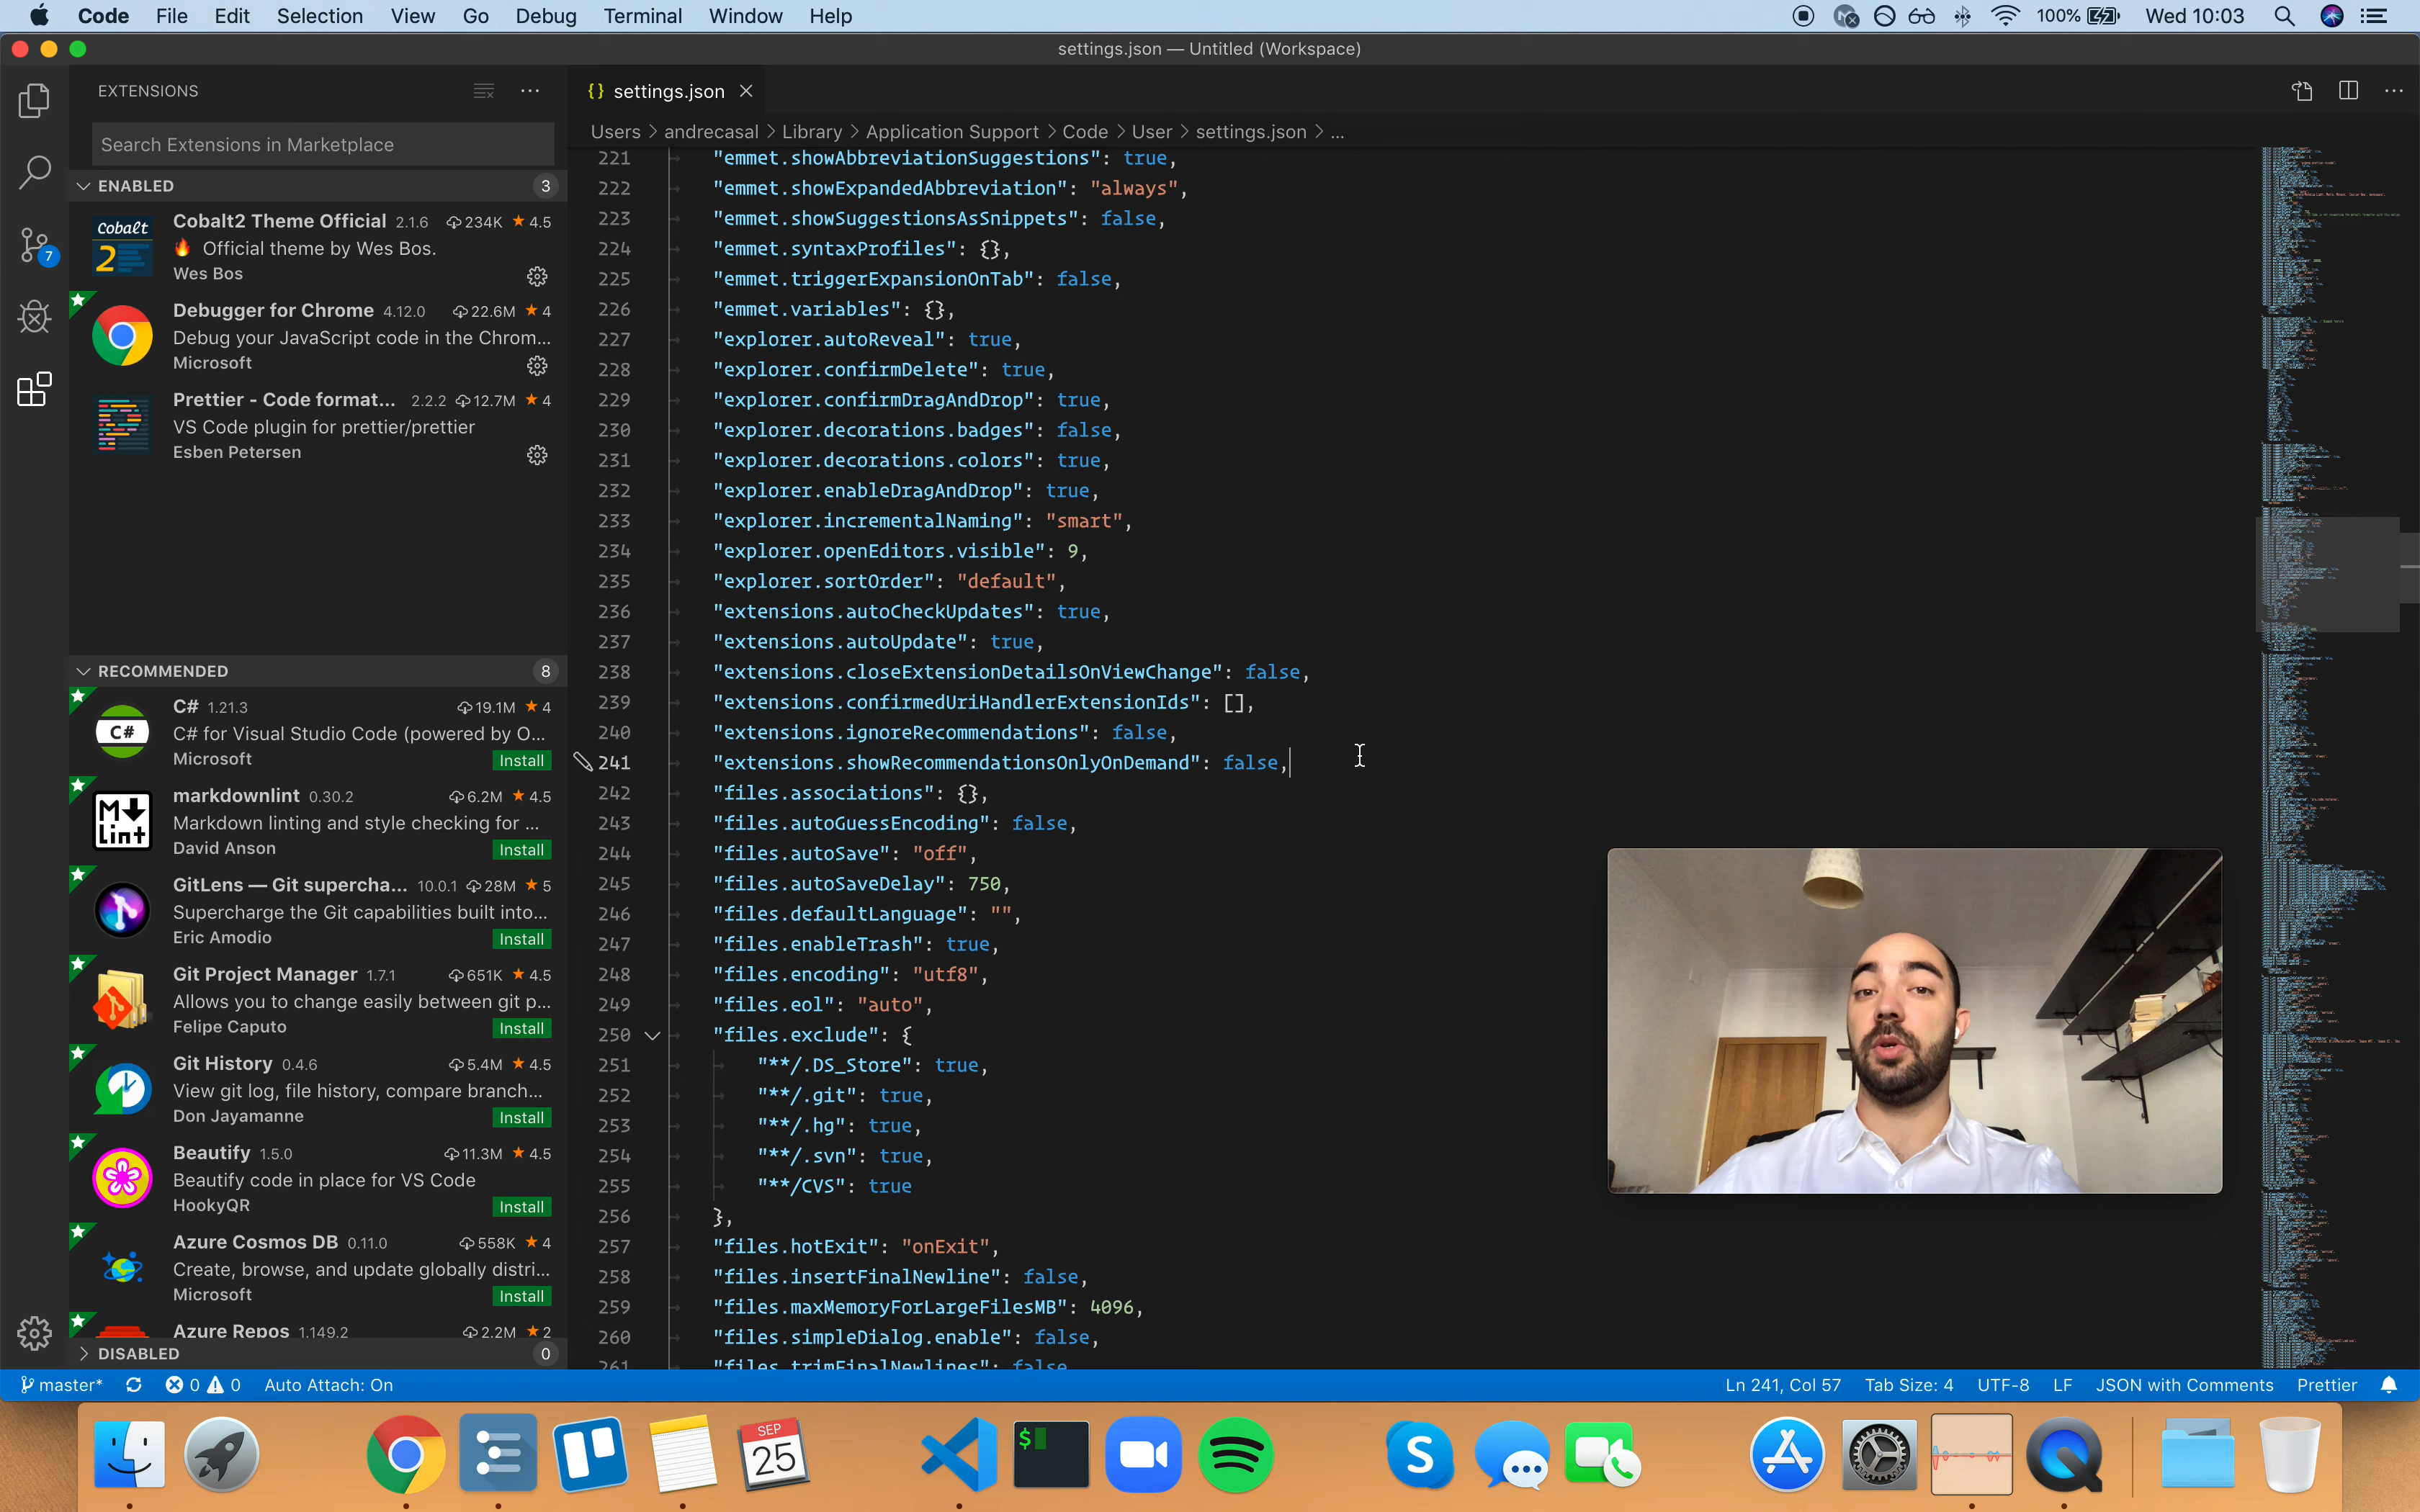 Code File Edit Selection View Go Debug Terminal Window Help
100% Wed 10:03
settings.json — Untitled (Workspace)
EXTENSIONS
Search Extensions in Marketplace
ENABLED 3
Cobalt2 Theme Official 2.1.6 234K 4.5
Official theme by Wes Bos.
Wes Bos
Cobalt
2
Debugger for Chrome 4.12.0 22.6M 4
Debug your JavaScript code in the Chrom...
Microsoft
Prettier - Code format... 2.2.2 12.7M 4
VS Code plugin for prettier/prettier
Esben Petersen
7
RECOMMENDED 8
C# 1.21.3 19.1M 4
C# for Visual Studio Code (powered by O...
Microsoft Install
C#
markdownlint 0.30.2 6.2M 4.5
Markdown linting and style checking for ...
David Anson Install
M
Lint
GitLens — Git supercha... 10.0.1 28M 5
Supercharge the Git capabilities built into...
Eric Amodio Install
Git Project Manager 1.7.1 651K 4.5
Allows you to change easily between git p...
Felipe Caputo Install
Git History 0.4.6 5.4M 4.5
View git log, file history, compare branch...
Don Jayamanne Install
Beautify 1.5.0 11.3M 4.5
Beautify code in place for VS Code
HookyQR Install
Azure Cosmos DB 0.11.0 558K 4
Create, browse, and update globally distri...
Microsoft Install
Azure Repos 1.149.2 2.2M 2
DISABLED 0
{} settings.json
Users > andrecasal > Library > Application Support > Code > User > settings.json > ...
221 "emmet.showAbbreviationSuggestions": true,
222 "emmet.showExpandedAbbreviation": "always",
223 "emmet.showSuggestionsAsSnippets": false,
224 "emmet.syntaxProfiles": {},
225 "emmet.triggerExpansionOnTab": false,
226 "emmet.variables": {},
227 "explorer.autoReveal": true,
228 "explorer.confirmDelete": true,
229 "explorer.confirmDragAndDrop": true,
230 "explorer.decorations.badges": false,
231 "explorer.decorations.colors": true,
232 "explorer.enableDragAndDrop": true,
233 "explorer.incrementalNaming": "smart",
234 "explorer.openEditors.visible": 9,
235 "explorer.sortOrder": "default",
236 "extensions.autoCheckUpdates": true,
237 "extensions.autoUpdate": true,
238 "extensions.closeExtensionDetailsOnViewChange": false,
239 "extensions.confirmedUriHandlerExtensionIds": [],
240 "extensions.ignoreRecommendations": false,
241 "extensions.showRecommendationsOnlyOnDemand": false,
242 "files.associations": {},
243 "files.autoGuessEncoding": false,
244 "files.autoSave": "off",
245 "files.autoSaveDelay": 750,
246 "files.defaultLanguage": "",
247 "files.enableTrash": true,
248 "files.encoding": "utf8",
249 "files.eol": "auto",
250 "files.exclude": {
251 "**/.DS_Store": true,
252 "**/.git": true,
253 "**/.hg": true,
254 "**/.svn": true,
255 "**/CVS": true
256 },
257 "files.hotExit": "onExit",
258 "files.insertFinalNewline": false,
259 "files.maxMemoryForLargeFilesMB": 4096,
260 "files.simpleDialog.enable": false,
261 "files.trimFinalNewlines": false,
master* 0 0 Auto Attach: On
Ln 241, Col 57 Tab Size: 4 UTF-8 LF JSON with Comments Prettier
SEP
25
$
S